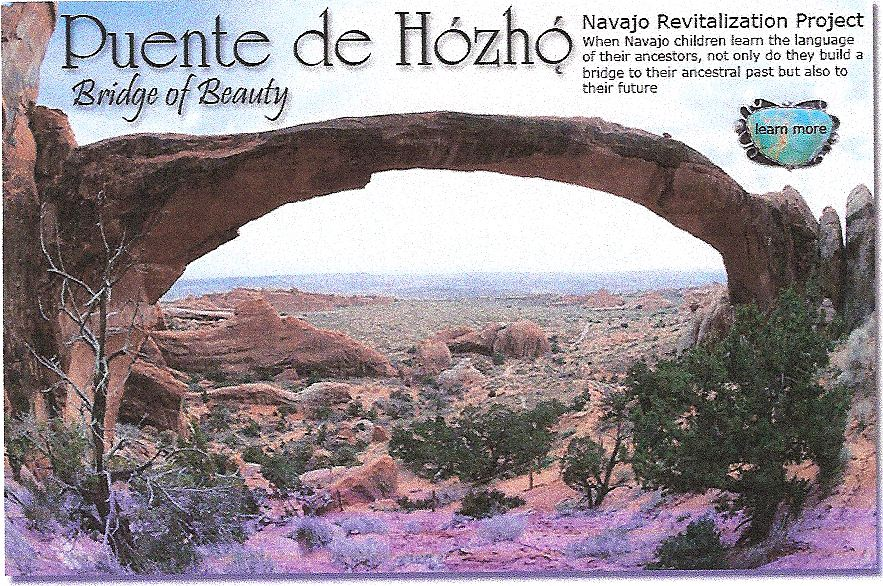 Puente de Hózhǫ́
Bridge of Beauty
Navajo Revitalization Project
When Navajo children learn the language
of their ancestors, not only do they build a
bridge to their ancestral past but also to
their future
learn more